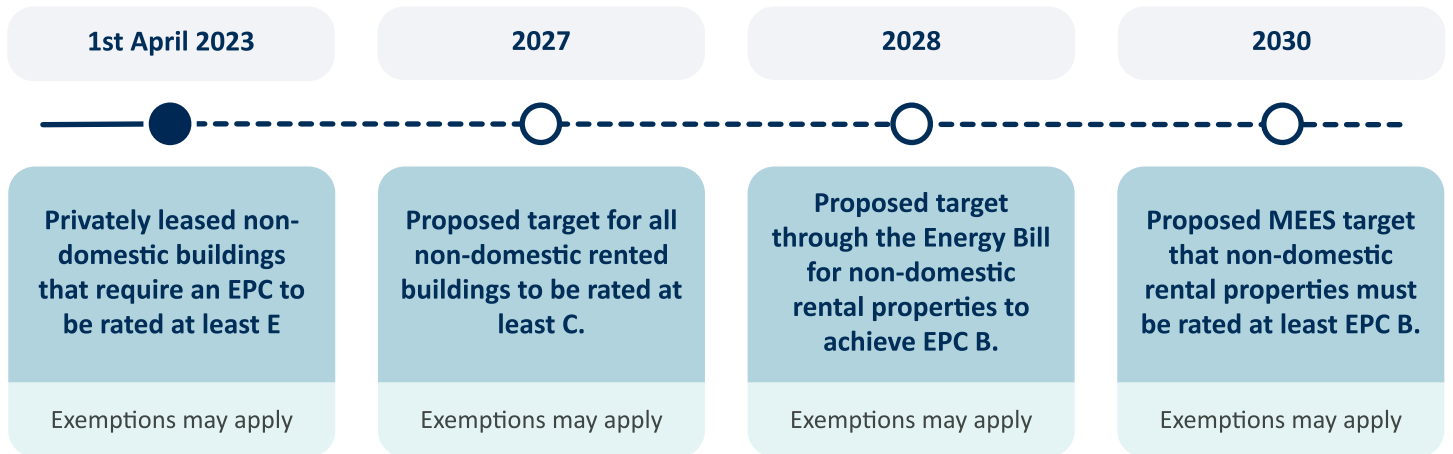 1st April 2023
2027
2028
2030
Privately leased non-
domestic buildings
that require an EPC to
be rated at least E
Proposed target for all
non-domestic rented
buildings to be rated at
least C.
Proposed target
through the Energy Bill
for non-domestic
rental properties to
achieve EPC B.
Proposed MEES target
that non-domestic
rental properties must
be rated at least EPC B.
Exemptions may apply
Exemptions may apply
Exemptions may apply
Exemptions may apply